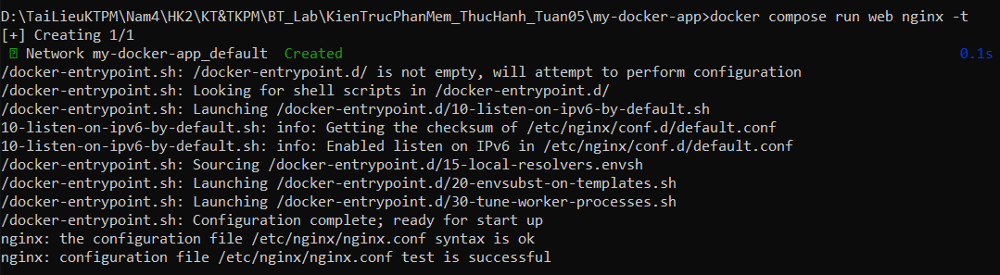 D:\TaiLieuKTPM\Nam4\HK2\KT&TKPM\BT_Lab\KienTrucPhanMem_ThucHanh_Tuan05\my-docker-app>docker compose run web nginx -t
[+] Creating 1/1
Network my-docker-app_default Created 0.1s
/docker-entrypoint.sh: /docker-entrypoint.d/ is not empty, will attempt to perform configuration
/docker-entrypoint.sh: Looking for shell scripts in /docker-entrypoint.d/
/docker-entrypoint.sh: Launching /docker-entrypoint.d/10-listen-on-ipv6-by-default.sh
10-listen-on-ipv6-by-default.sh: info: Getting the checksum of /etc/nginx/conf.d/default.conf
10-listen-on-ipv6-by-default.sh: info: Enabled listen on IPv6 in /etc/nginx/conf.d/default.conf
/docker-entrypoint.sh: Sourcing /docker-entrypoint.d/15-local-resolvers.envsh
/docker-entrypoint.sh: Launching /docker-entrypoint.d/20-envsubst-on-templates.sh
/docker-entrypoint.sh: Launching /docker-entrypoint.d/30-tune-worker-processes.sh
/docker-entrypoint.sh: Configuration complete; ready for start up
nginx: the configuration file /etc/nginx/nginx.conf syntax is ok
nginx: configuration file /etc/nginx/nginx.conf test is successful